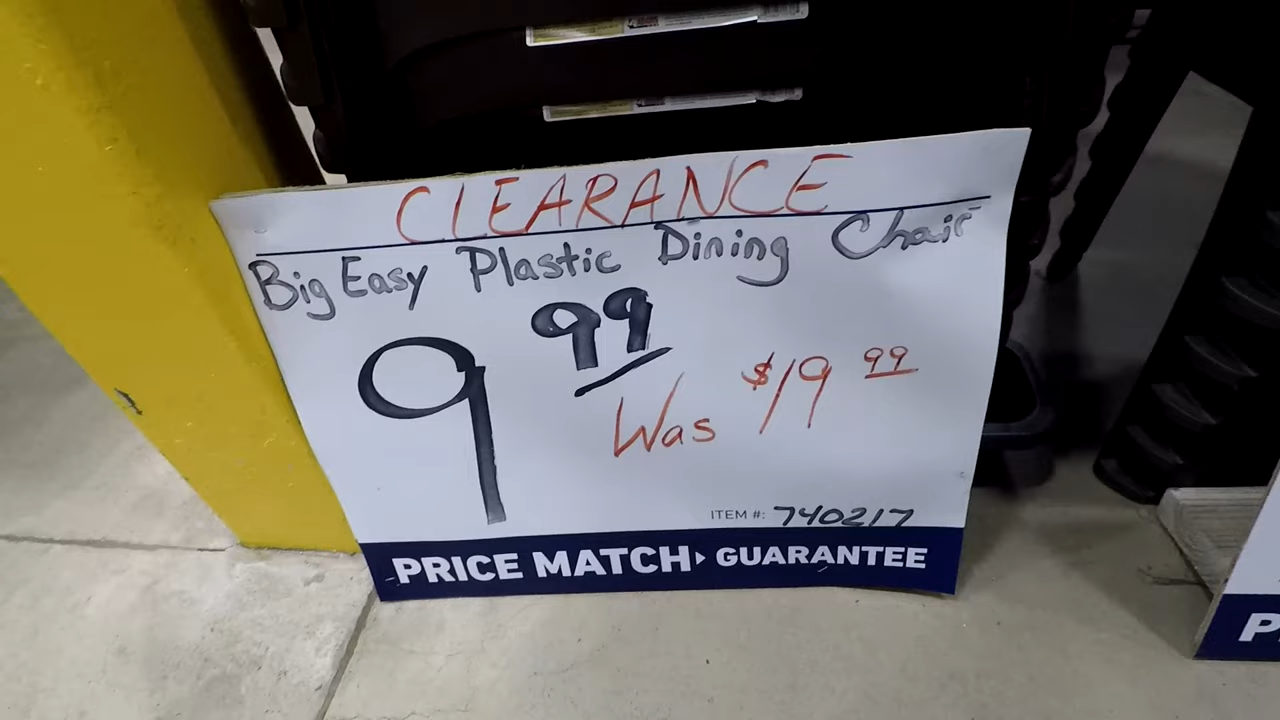 CLEARANCE
Big Easy Plastic Dining Chair
9 99
Was $19 99
ITEM #: 740217
PRICE MATCH GUARANTEE
P